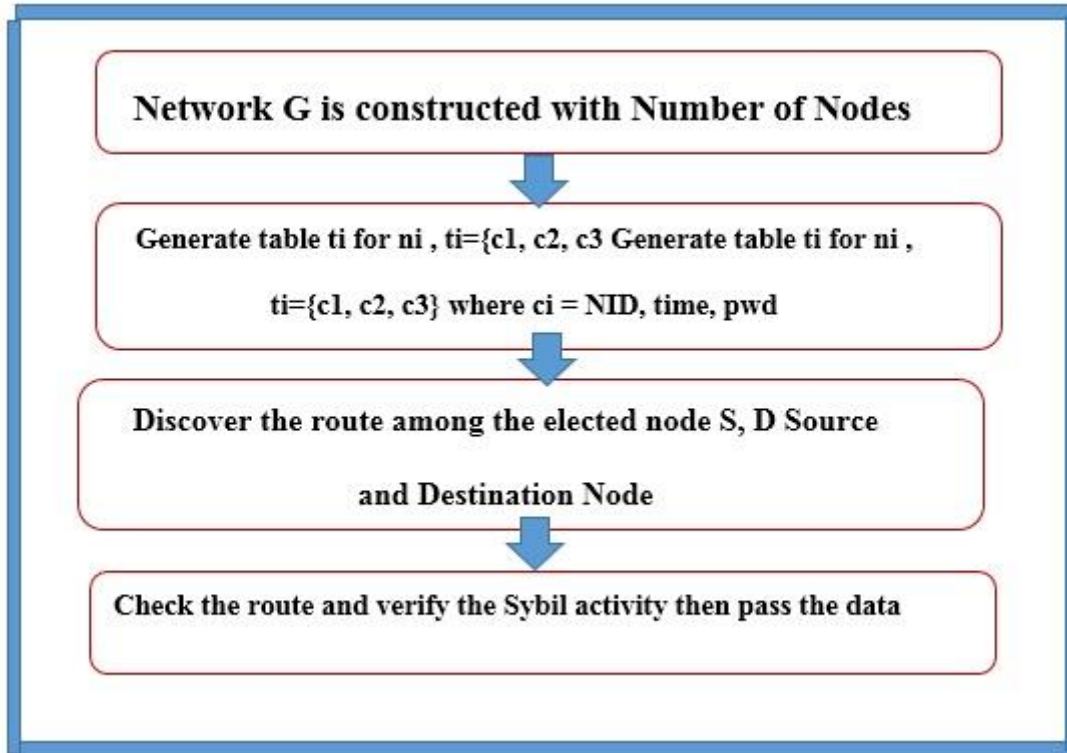 Network G is constructed with Number of Nodes
Generate table ti for ni , ti={c1, c2, c3 Generate table ti for ni ,
ti={c1, c2, c3} where ci = NID, time, pwd
Discover the route among the elected node S, D Source
and Destination Node
Check the route and verify the Sybil activity then pass the data